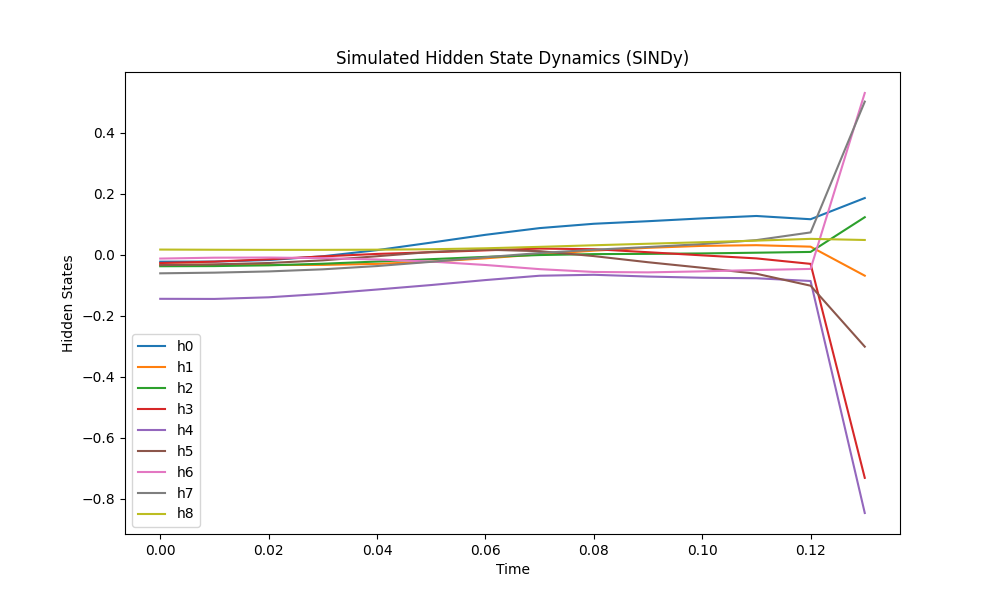 Simulated Hidden State Dynamics (SINDy)
Hidden States
0.4
0.2
0.0
−0.2
−0.4
−0.6
−0.8
h0
h1
h2
h3
h4
h5
h6
h7
h8
0.00 0.02 0.04 0.06 0.08 0.10 0.12
Time